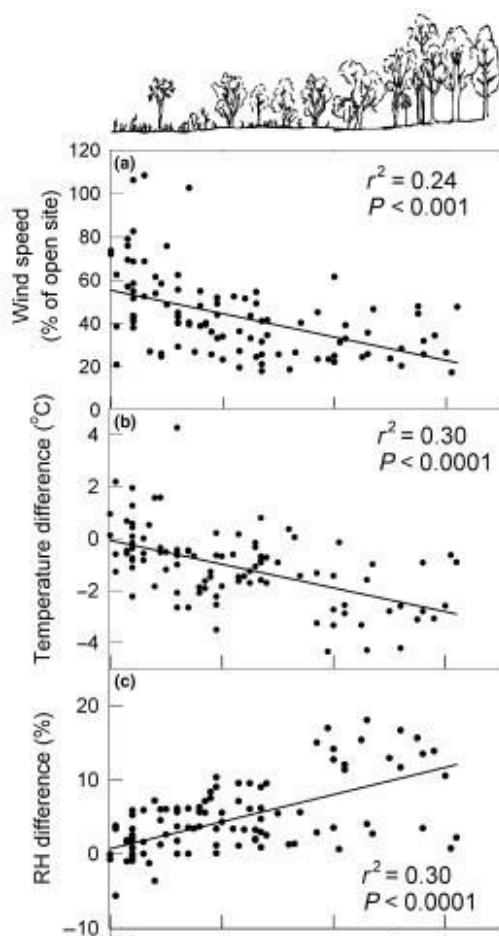 120
(a)
r² = 0.24
P < 0.001
100
80
60
40
20
0
Wind speed
(% of open site)
(b)
r² = 0.30
P < 0.0001
4
2
0
−2
−4
Temperature difference (°C)
(c)
20
10
0
−10
RH difference (%)
r² = 0.30
P < 0.0001